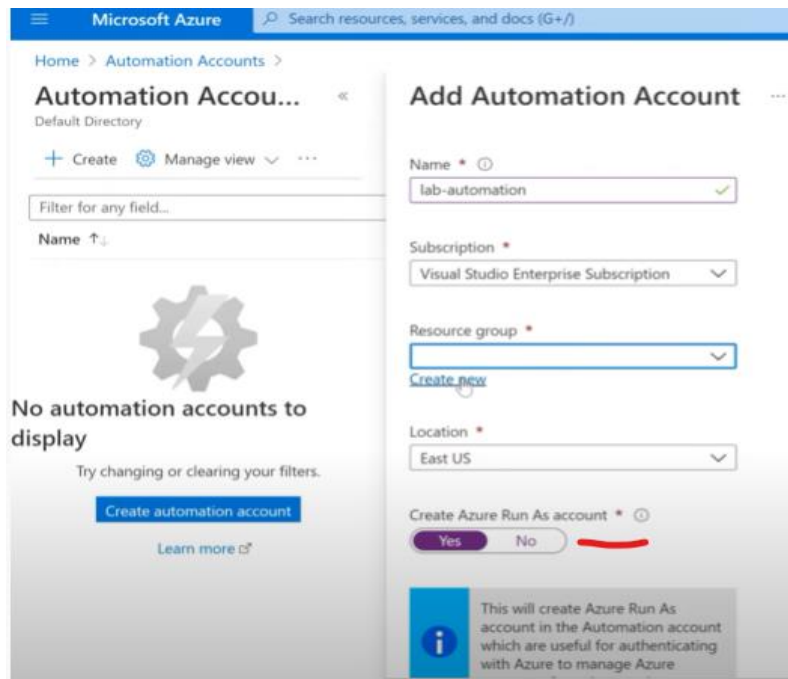 Microsoft Azure
Search resources, services, and docs (G+/)
Home > Automation Accounts >
Automation Accou... «
Default Directory
+ Create Manage view ...
Filter for any field...
Name ↑↓
No automation accounts to
display
Try changing or clearing your filters.
Create automation account
Learn more
Add Automation Account ...
Name *
lab-automation
Subscription *
Visual Studio Enterprise Subscription
Resource group *
Create new
Location *
East US
Create Azure Run As account *
Yes No
This will create Azure Run As
account in the Automation account
which are useful for authenticating
with Azure to manage Azure